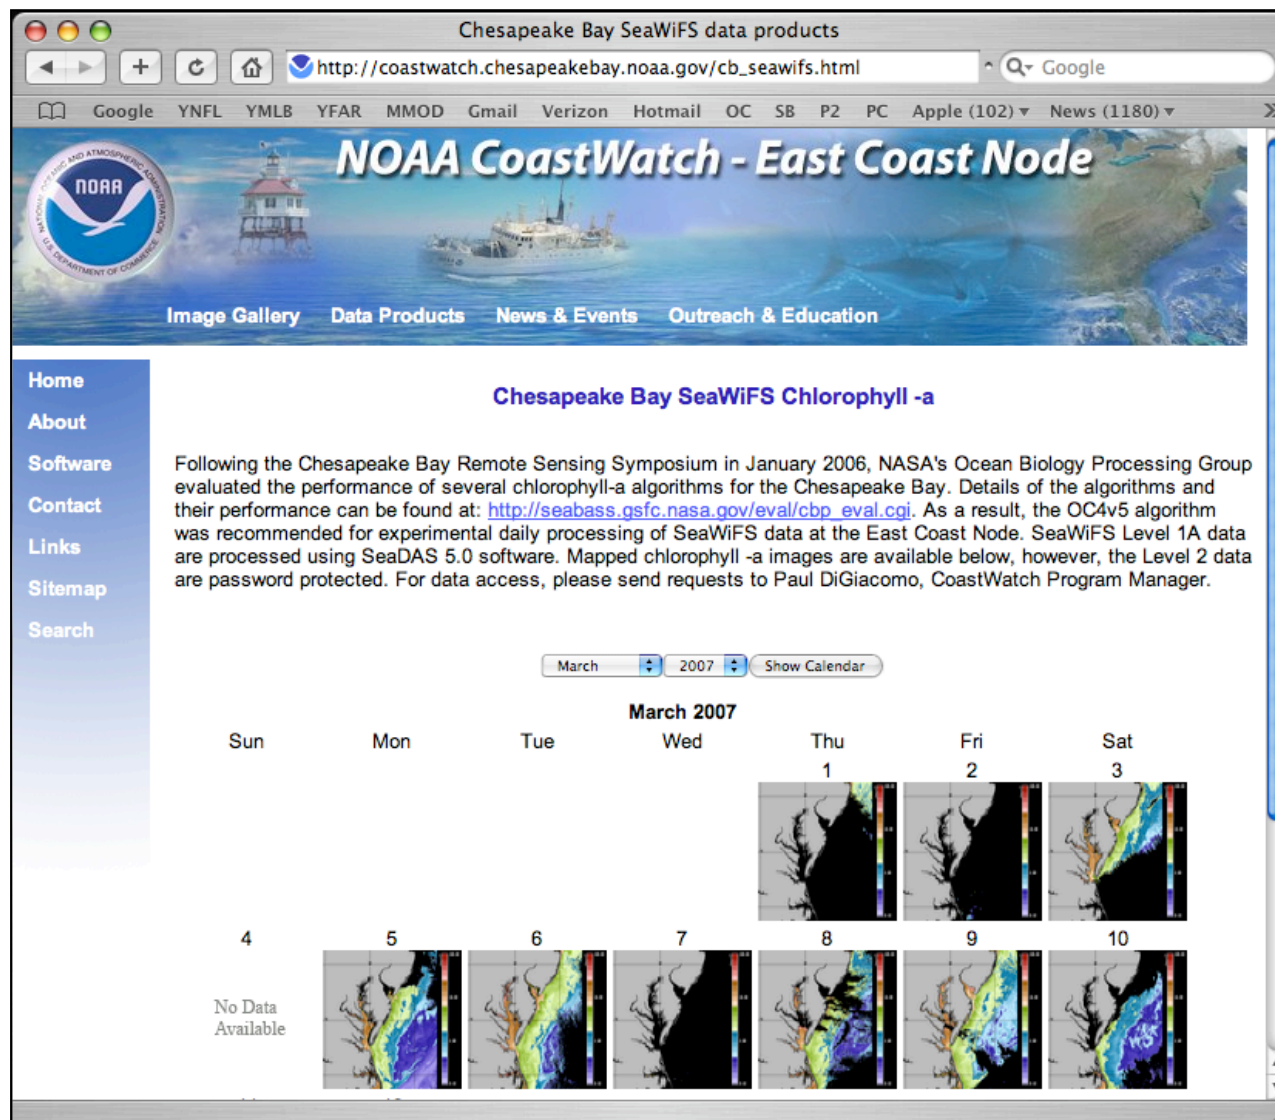 Chesapeake Bay SeaWiFS data products
http://coastwatch.chesapeakebay.noaa.gov/cb_seawifs.html
Google
Google YNFL YMLB YFAR MMOD Gmail Verizon Hotmail OC SB P2 PC Apple (102) News (1180)
NOAA CoastWatch - East Coast Node
NATIONAL OCEANIC AND ATMOSPHERIC ADMINISTRATION
NOAA
U.S. DEPARTMENT OF COMMERCE
Image Gallery Data Products News & Events Outreach & Education
Home
About
Software
Contact
Links
Sitemap
Search
Chesapeake Bay SeaWiFS Chlorophyll -a
Following the Chesapeake Bay Remote Sensing Symposium in January 2006, NASA's Ocean Biology Processing Group
evaluated the performance of several chlorophyll-a algorithms for the Chesapeake Bay. Details of the algorithms and
their performance can be found at: http://seabass.gsfc.nasa.gov/eval/cbp_eval.cgi. As a result, the OC4v5 algorithm
was recommended for experimental daily processing of SeaWiFS data at the East Coast Node. SeaWiFS Level 1A data
are processed using SeaDAS 5.0 software. Mapped chlorophyll -a images are available below, however, the Level 2 data
are password protected. For data access, please send requests to Paul DiGiacomo, CoastWatch Program Manager.
March 2007 Show Calendar
March 2007
Sun Mon Tue Wed Thu Fri Sat
1 2 3
4 5 6 7 8 9 10
No Data
Available